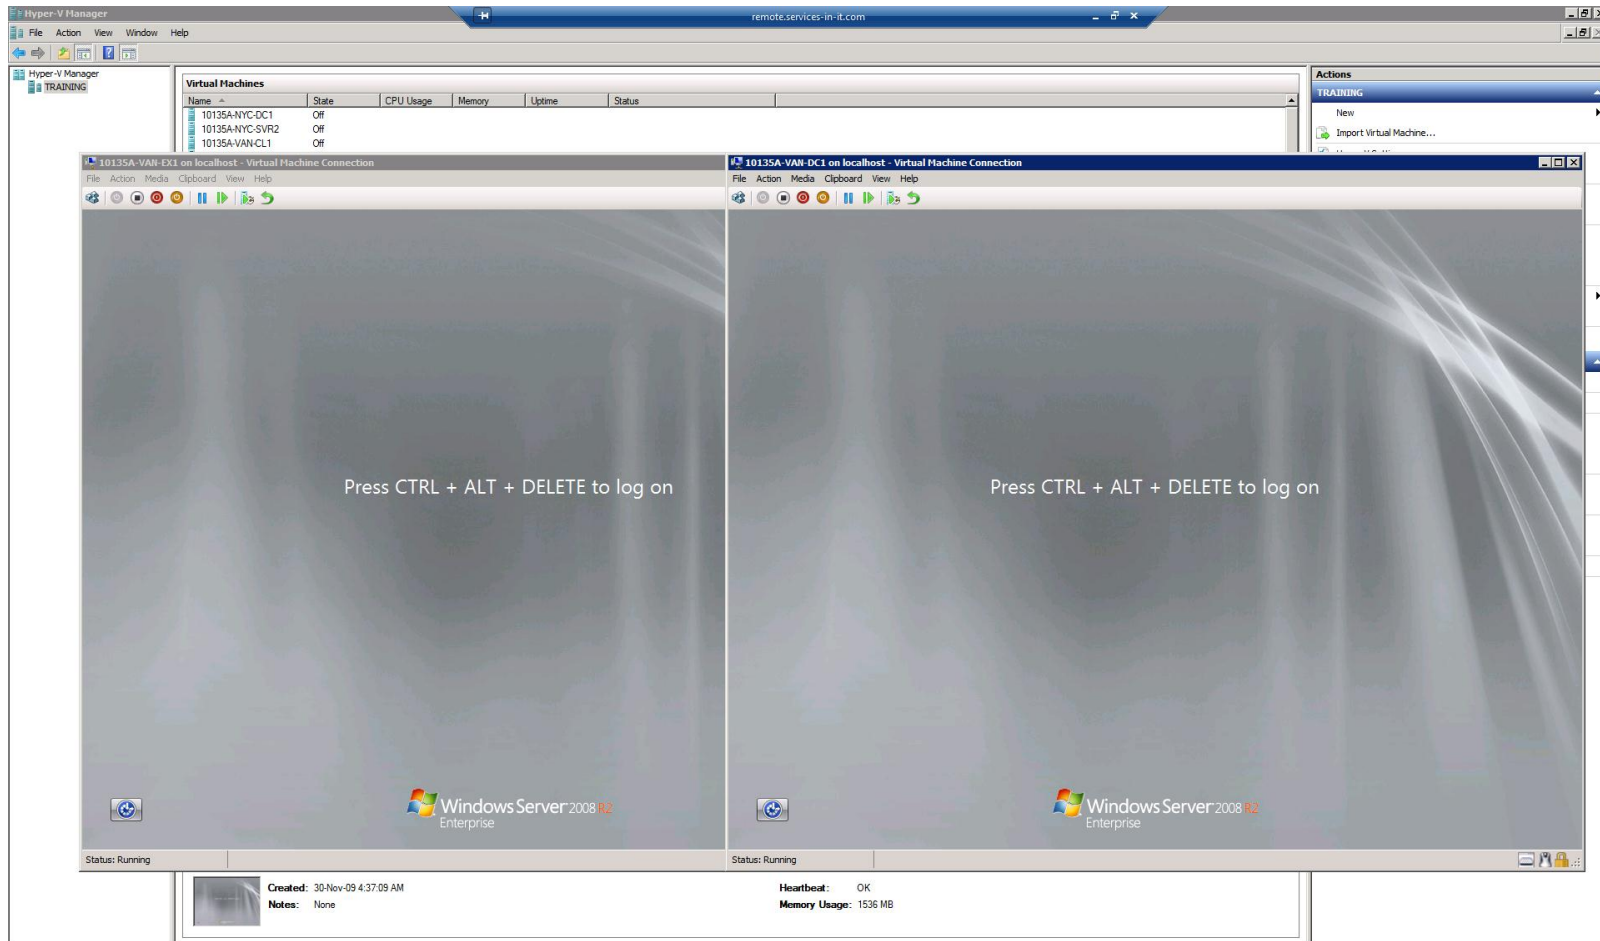 Hyper-V Manager
remote.services-in-it.com
File Action View Window Help
Hyper-V Manager
TRAINING
Virtual Machines
Name State CPU Usage Memory Uptime Status
10135A-NYC-DC1 Off
10135A-NYC-SVR2 Off
10135A-VAN-CL1 Off
Actions
TRAINING
New
Import Virtual Machine...
10135A-VAN-EX1 on localhost - Virtual Machine Connection
File Action Media Clipboard View Help
Press CTRL + ALT + DELETE to log on
Windows Server 2008 R2
Enterprise
Status: Running
10135A-VAN-DC1 on localhost - Virtual Machine Connection
File Action Media Clipboard View Help
Press CTRL + ALT + DELETE to log on
Windows Server 2008 R2
Enterprise
Status: Running
Created: 30-Nov-09 4:37:09 AM
Notes: None
Heartbeat: OK
Memory Usage: 1536 MB